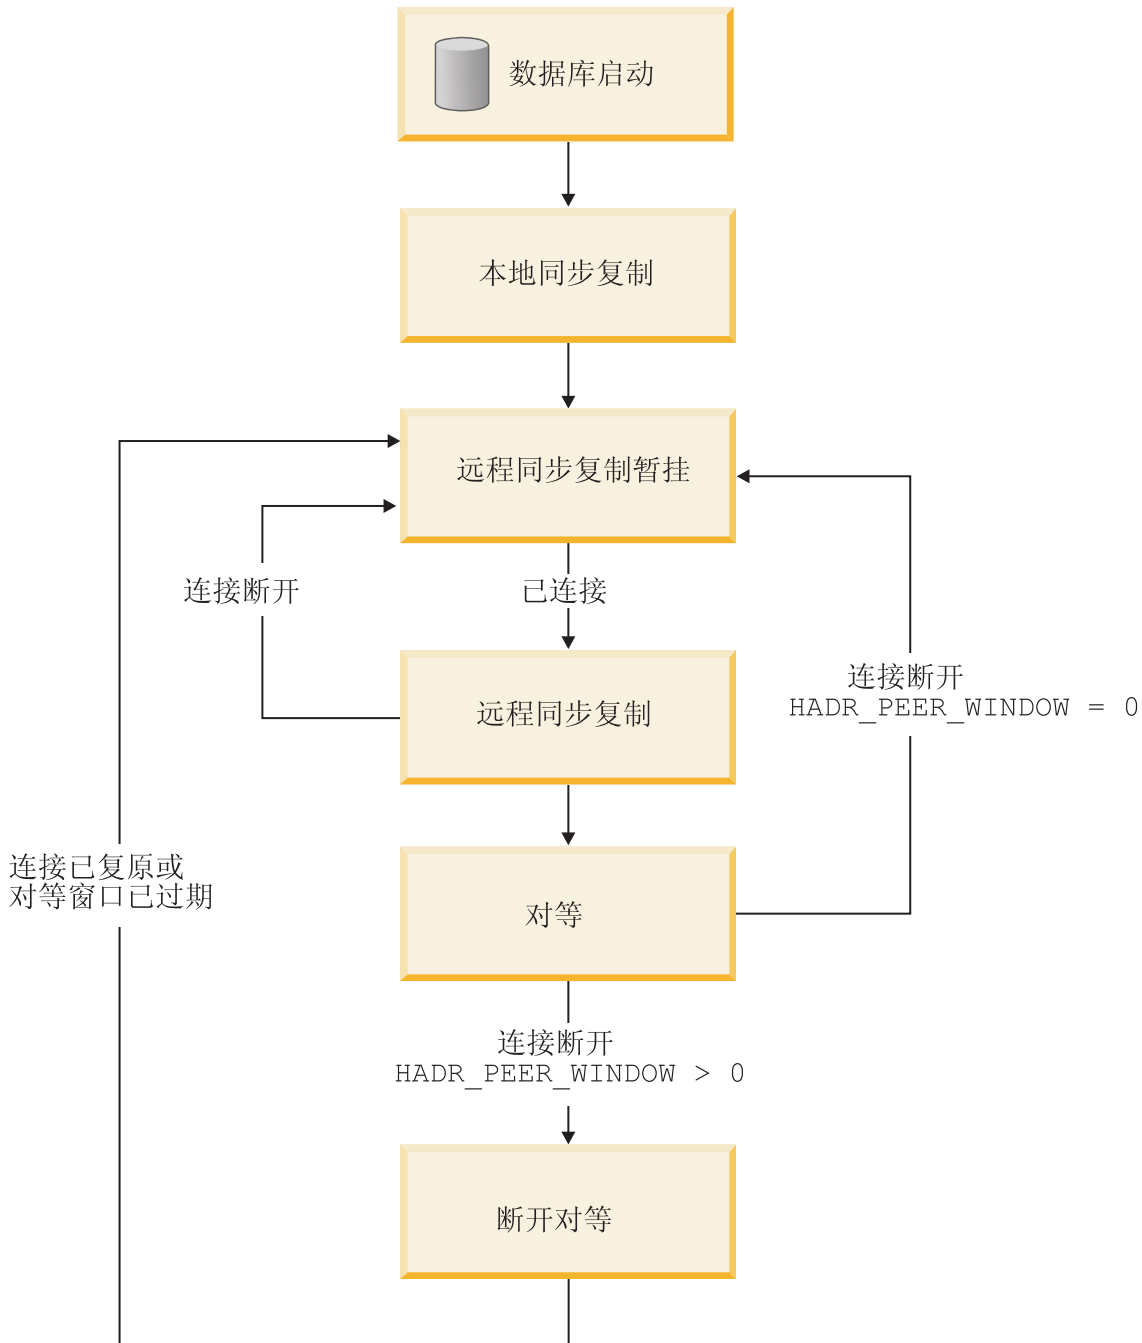 数据库启动
本地同步复制
远程同步复制暂挂
连接断开
已连接
连接断开
HADR_PEER_WINDOW = 0
远程同步复制
连接已复原或
对等窗口已过期
对等
连接断开
HADR_PEER_WINDOW > 0
断开对等